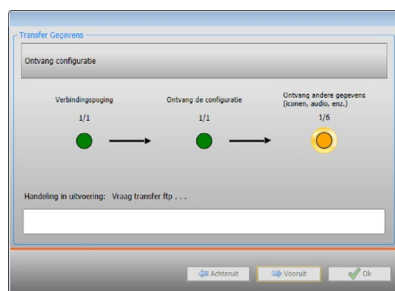 Transfer Gegevens
Ontvang configuratie
Verbindingspoging
1/1
Ontvang de configuratie
1/1
Ontvang andere gegevens
(iconen, audio, enz.)
1/6
Handeling in uitvoering: Vraag transfer ftp . . .
Achteruit
Vooruit
Ok